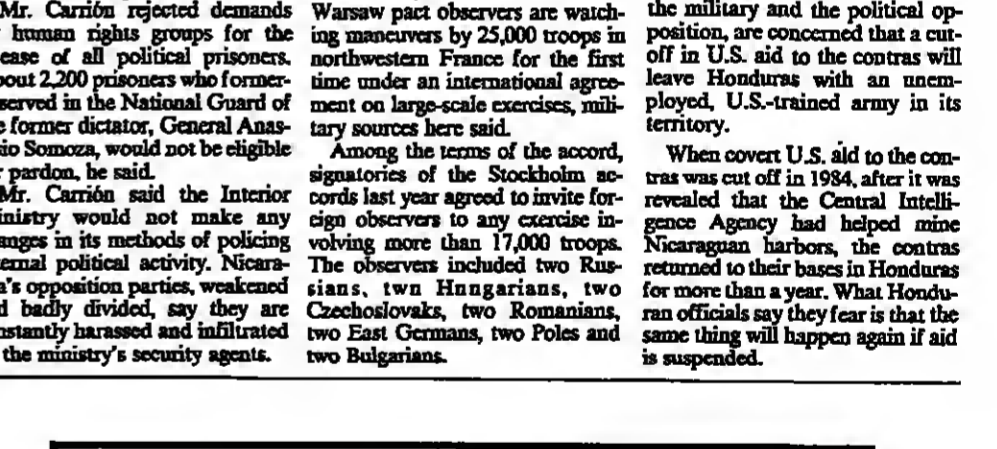 Mr. Carrión rejected demands
human rights groups for the
ease of all political prisoners.
out 2,200 prisoners who former-
served in the National Guard of
former dictator, General Anas-
io Somoza, would not be eligible
pardon, he said.
Mr. Carrión said the Interior
inistry would not make any
anges in its methods of policing
ernal political activity. Nicara-
a's opposition parties, weakened
d badly divided, say they are
nstantly harassed and infiltrated
the ministry's security agents.
Warsaw pact observers are watch-
ing maneuvers by 25,000 troops in
northwestern France for the first
time under an international agree-
ment on large-scale exercises, mili-
tary sources here said.
Among the terms of the accord,
signatories of the Stockholm ac-
cords last year agreed to invite for-
eign observers to any exercise in-
volving more than 17,000 troops.
The observers included two Rus-
sians, two Hungarians, two
Czechoslovaks, two Romanians,
two East Germans, two Poles and
two Bulgarians.
the military and the political op-
position, are concerned that a cut-
off in U.S. aid to the contras will
leave Honduras with an unem-
ployed, U.S.-trained army in its
territory.
When covert U.S. aid to the con-
tras was cut off in 1984, after it was
revealed that the Central Intelli-
gence Agency had helped mine
Nicaraguan harbors, the contras
returned to their bases in Honduras
for more than a year. What Hondu-
ran officials say they fear is that the
same thing will happen again if aid
is suspended.